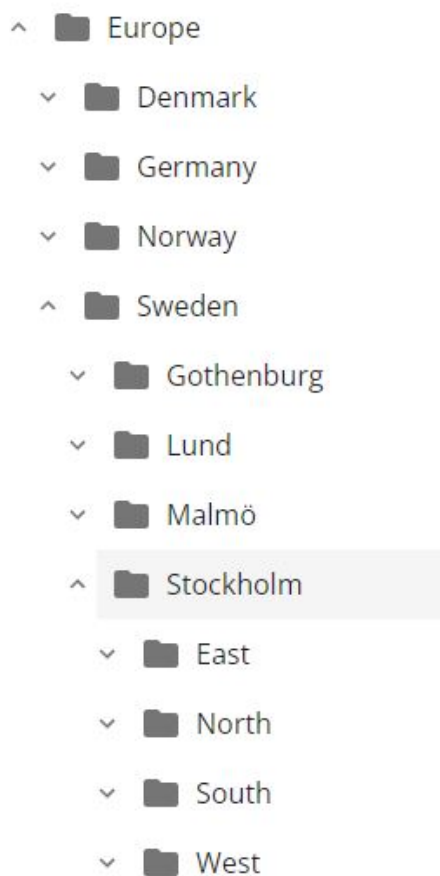 Europe
Denmark
Germany
Norway
Sweden
Gothenburg
Lund
Malmö
Stockholm
East
North
South
West